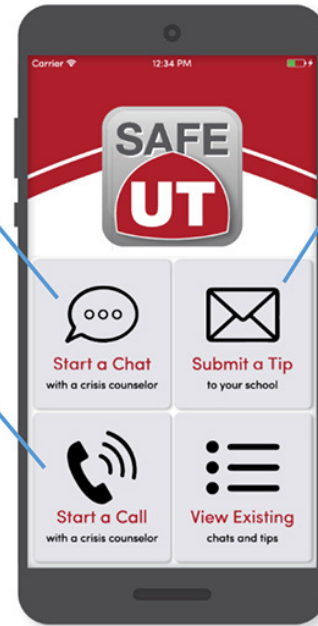 Carrier
12:34 PM
SAFE
UT
Start a Chat
with a crisis counselor
Submit a Tip
to your school
Start a Call
with a crisis counselor
View Existing
chats and tips